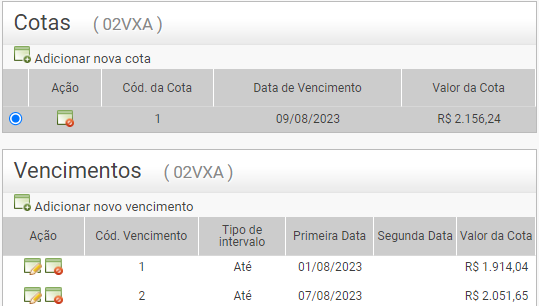 Cotas ( 02VXA )
Adicionar nova cota
Ação Cód. da Cota Data de Vencimento Valor da Cota
1 09/08/2023 R$ 2.156,24
Vencimentos ( 02VXA )
Adicionar novo vencimento
Ação Cód. Vencimento Tipo de intervalo Primeira Data Segunda Data Valor da Cota
1 Até 01/08/2023 R$ 1.914,04
2 Até 07/08/2023 R$ 2.051,65